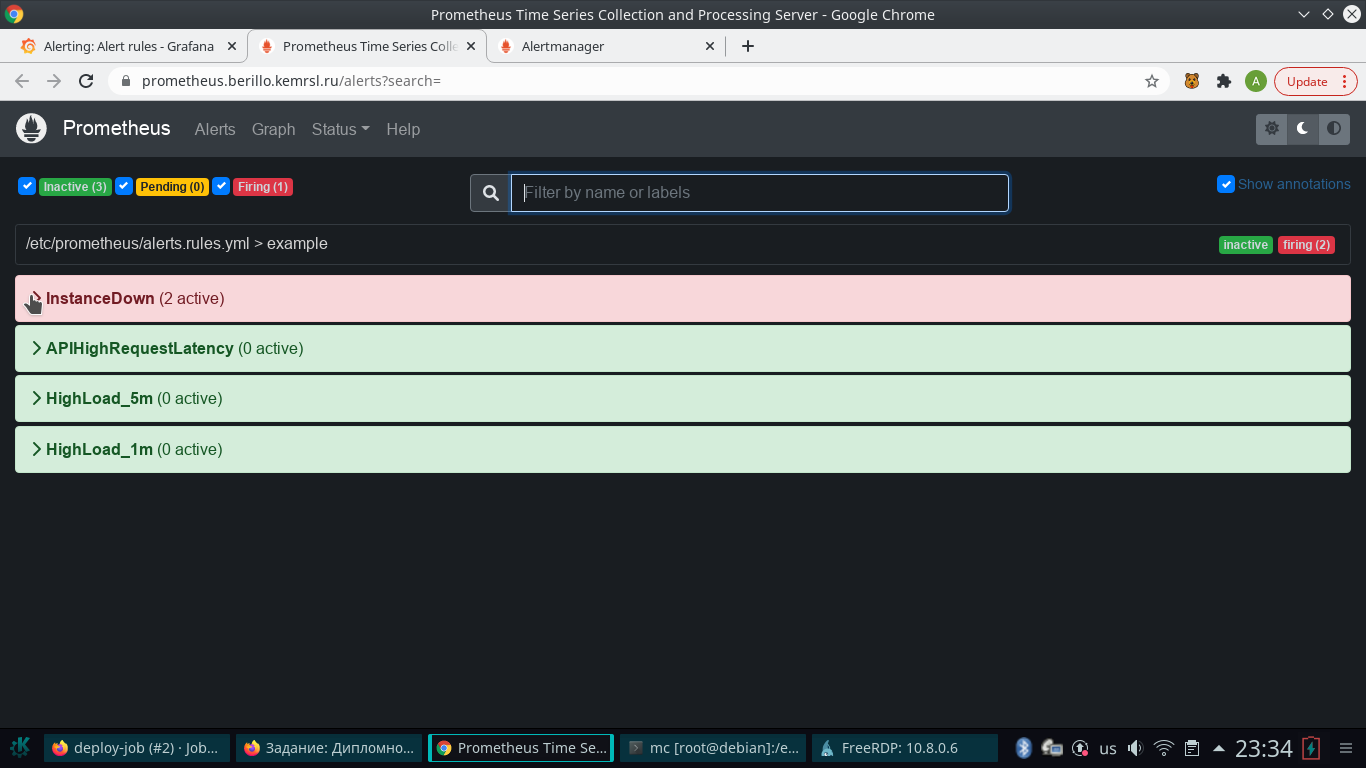 Prometheus Time Series Collection and Processing Server - Google Chrome
Alerting: Alert rules - Grafana
Prometheus Time Series Colle
Alertmanager
prometheus.berillo.kemrsl.ru/alerts?search=
A
Update
Prometheus
Alerts
Graph
Status
Help
Inactive (3)
Pending (0)
Firing (1)
Filter by name or labels
Show annotations
/etc/prometheus/alerts.rules.yml > example
inactive
firing (2)
InstanceDown (2 active)
APIHighRequestLatency (0 active)
HighLoad_5m (0 active)
HighLoad_1m (0 active)
deploy-job (#2) · Job...
Задание: Дипломно...
Prometheus Time Se...
mc [root@debian]:/e...
FreeRDP: 10.8.0.6
us
23:34